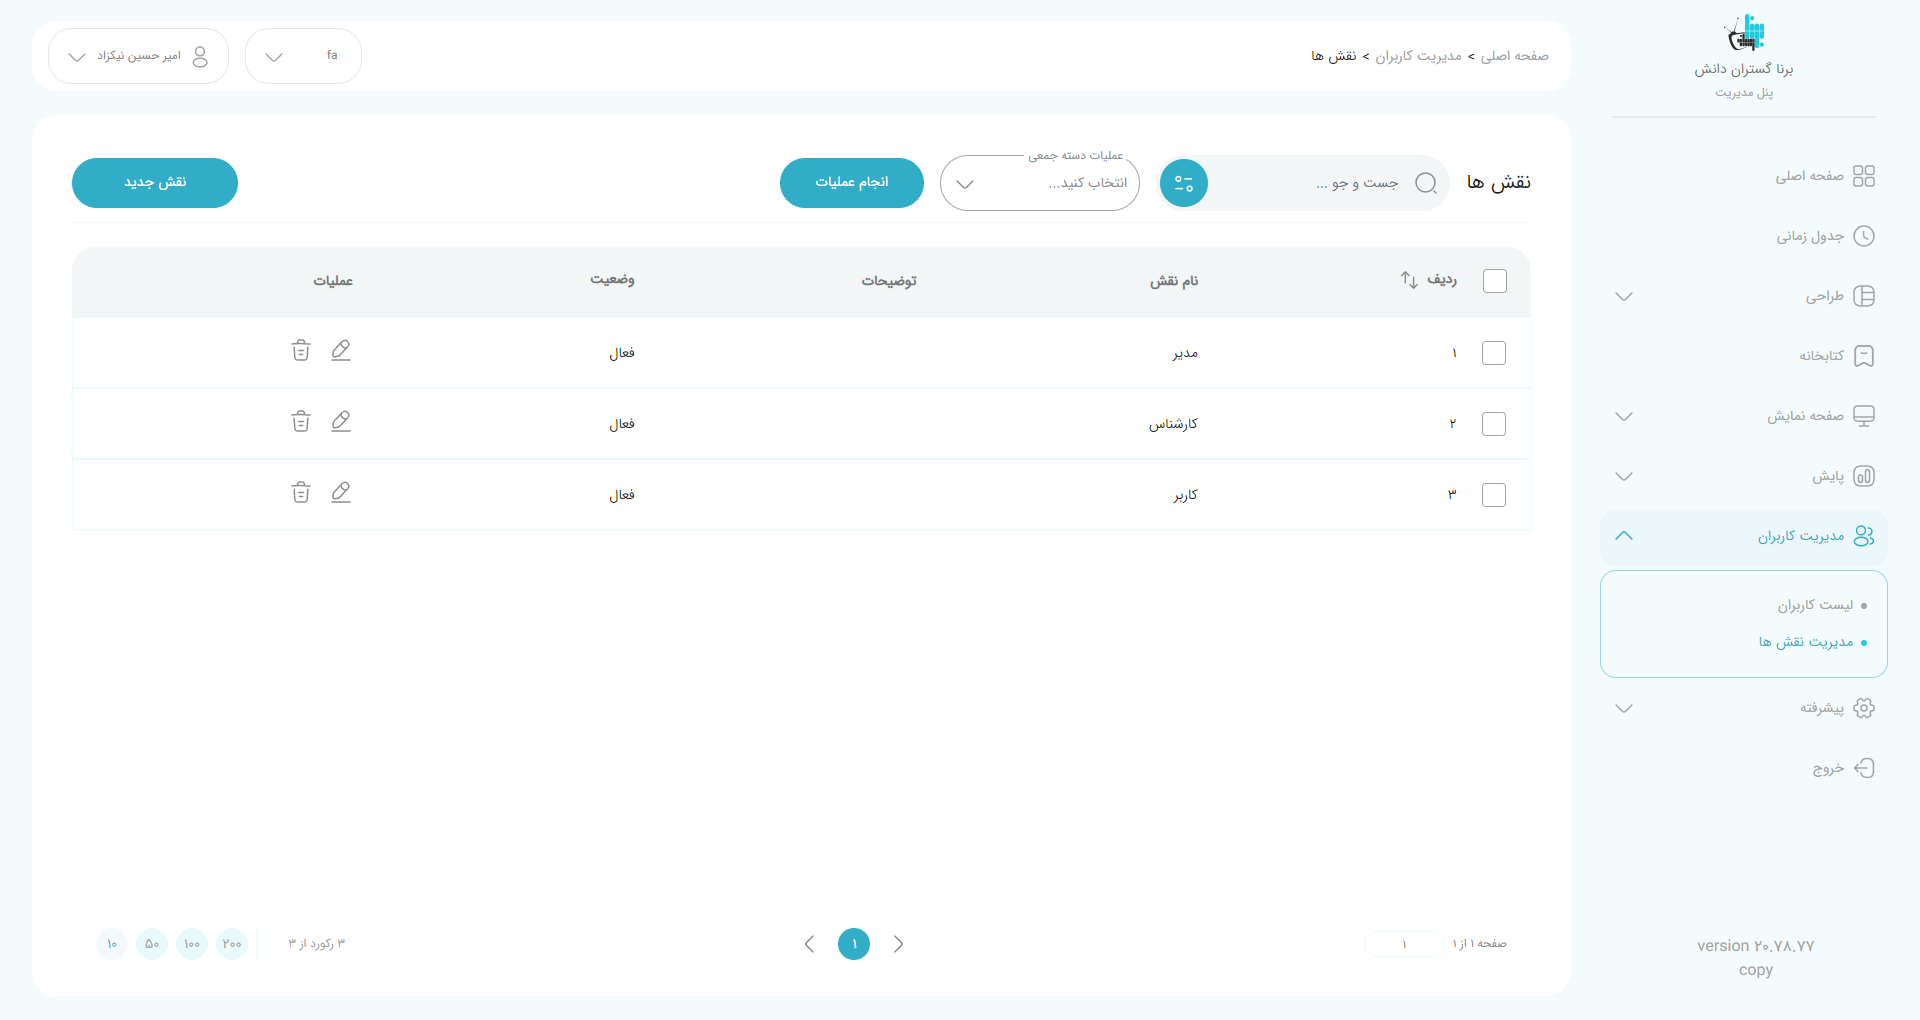 برنا گستران دانش
پنل مدیریت
صفحه اصلی
جدول زمانی
طراحی
کتابخانه
صفحه نمایش
پایش
مدیریت کاربران
لیست کاربران
مدیریت نقش ها
پیشرفته
خروج
version ۲۰.۷۸.۷۷
copy
صفحه اصلی > مدیریت کاربران > نقش ها
fa
امیر حسین نیکزاد
نقش ها
جست و جو ...
عملیات دسته جمعی
انتخاب کنید...
انجام عملیات
نقش جدید
ردیف نام نقش توضیحات وضعیت عملیات
۱ مدیر فعال
۲ کارشناس فعال
۳ کاربر فعال
صفحه ۱ از ۱
۱
۱
۳ رکورد از ۳
۲۰۰ ۱۰۰ ۵۰ ۱۰